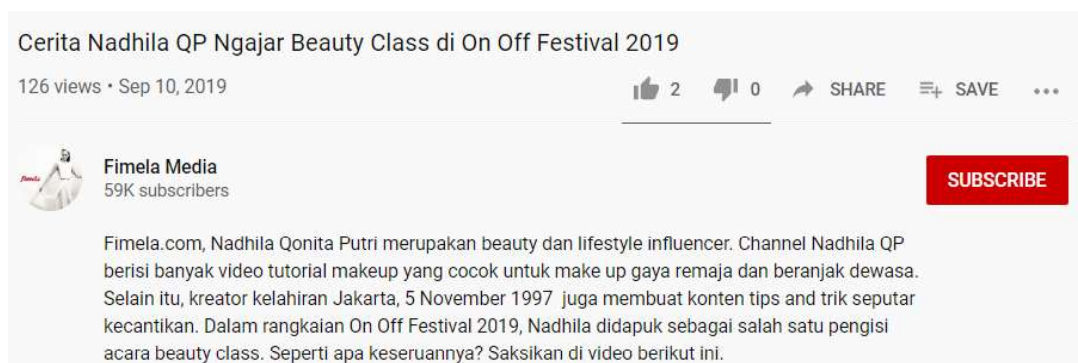 Cerita Nadhila QP Ngajar Beauty Class di On Off Festival 2019
126 views • Sep 10, 2019
2 0 SHARE SAVE
Fimela Media
59K subscribers
SUBSCRIBE
Fimela.com, Nadhila Qonita Putri merupakan beauty dan lifestyle influencer. Channel Nadhila QP
berisi banyak video tutorial makeup yang cocok untuk make up gaya remaja dan beranjak dewasa.
Selain itu, kreator kelahiran Jakarta, 5 November 1997  juga membuat konten tips and trik seputar
kecantikan. Dalam rangkaian On Off Festival 2019, Nadhila didapuk sebagai salah satu pengisi
acara beauty class. Seperti apa keseruannya? Saksikan di video berikut ini.